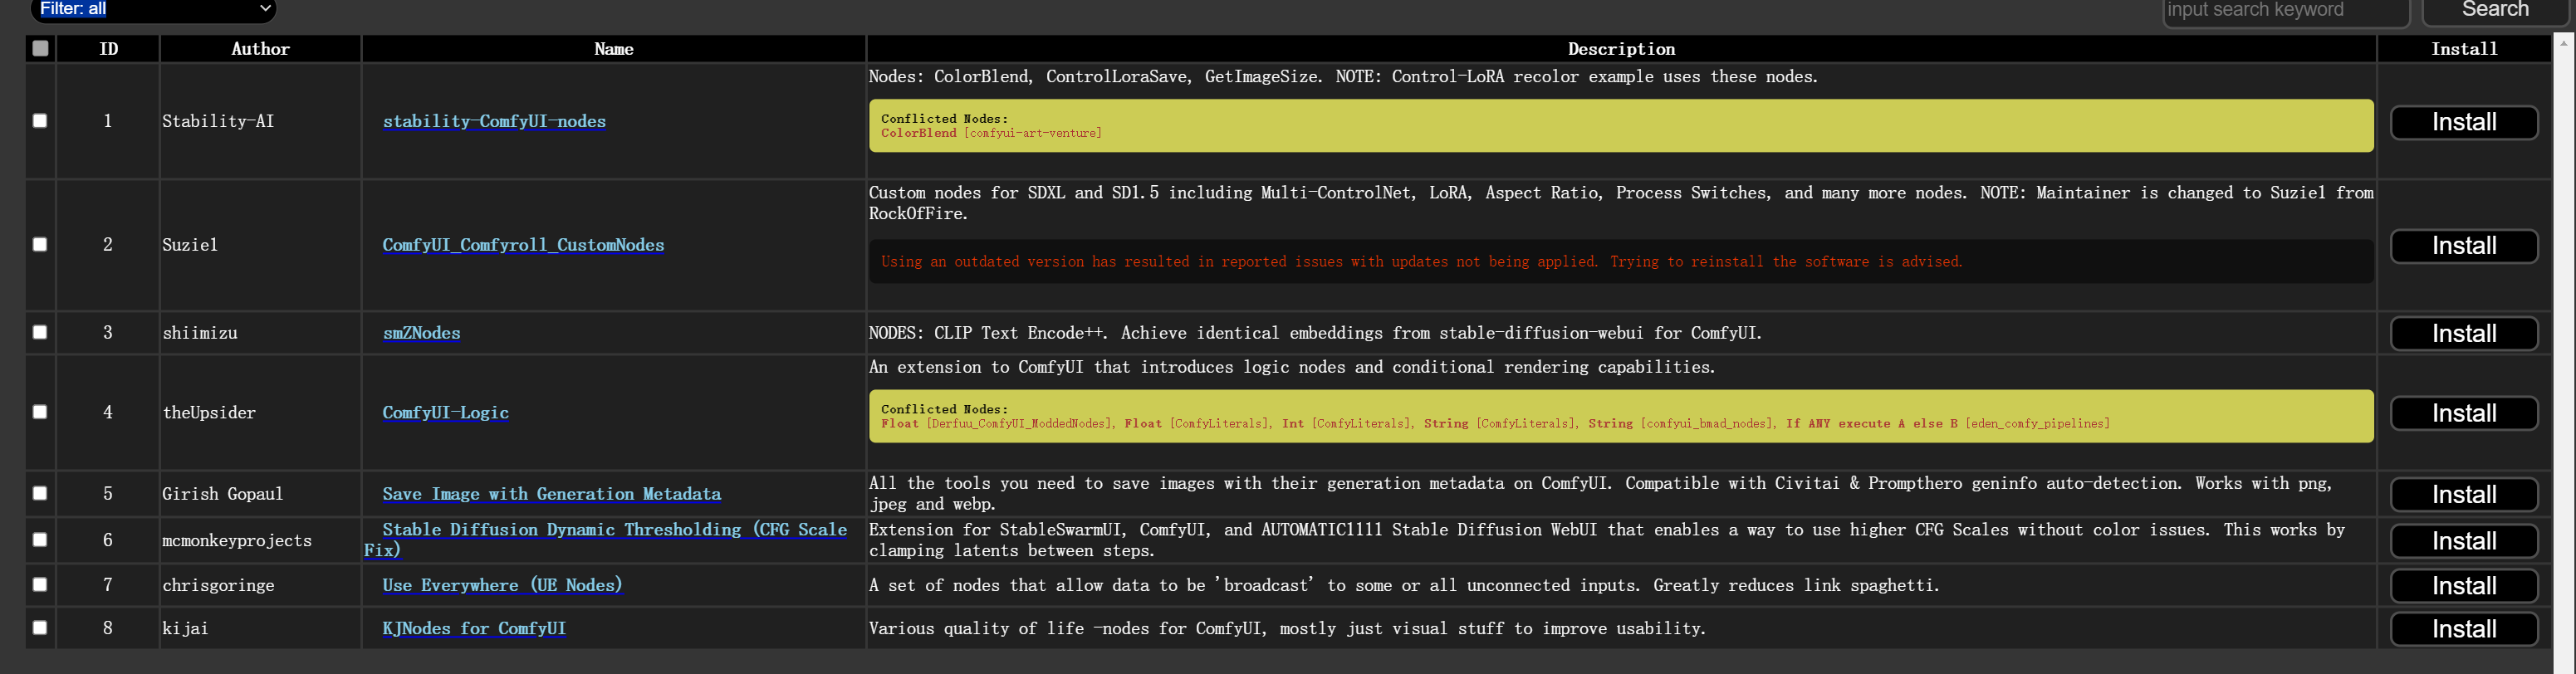 Filter: all
input search keyword
Search
ID Author Name Description Install
Nodes: ColorBlend, ControlLoraSave, GetImageSize. NOTE: Control-LoRA recolor example uses these nodes.
1 Stability-AI stability-ComfyUI-nodes
Conflicted Nodes:
ColorBlend [comfyui-art-venture]
Install
Custom nodes for SDXL and SD1.5 including Multi-ControlNet, LoRA, Aspect Ratio, Process Switches, and many more nodes. NOTE: Maintainer is changed to Suzie1 from
RockOfFire.
2 Suzie1 ComfyUI_Comfyroll_CustomNodes
Using an outdated version has resulted in reported issues with updates not being applied. Trying to reinstall the software is advised.
Install
3 shiimizu smZNodes NODES: CLIP Text Encode++. Achieve identical embeddings from stable-diffusion-webui for ComfyUI. Install
An extension to ComfyUI that introduces logic nodes and conditional rendering capabilities.
4 theUpsider ComfyUI-Logic
Conflicted Nodes:
Float [Derfuu_ComfyUI_ModdedNodes], Float [ComfyLiterals], Int [ComfyLiterals], String [ComfyLiterals], String [comfyui_bmad_nodes], If ANY execute A else B [eden_comfy_pipelines]
Install
5 Girish Gopaul Save Image with Generation Metadata
All the tools you need to save images with their generation metadata on ComfyUI. Compatible with Civitai & Prompthero geninfo auto-detection. Works with png,
jpeg and webp.
Install
6 mcmonkeyprojects
Stable Diffusion Dynamic Thresholding (CFG Scale
Fix)
Extension for StableSwarmUI, ComfyUI, and AUTOMATIC1111 Stable Diffusion WebUI that enables a way to use higher CFG Scales without color issues. This works by
clamping latents between steps.
Install
7 chrisgoringe Use Everywhere (UE Nodes) A set of nodes that allow data to be 'broadcast' to some or all unconnected inputs. Greatly reduces link spaghetti. Install
8 kijai KJNodes for ComfyUI Various quality of life -nodes for ComfyUI, mostly just visual stuff to improve usability. Install